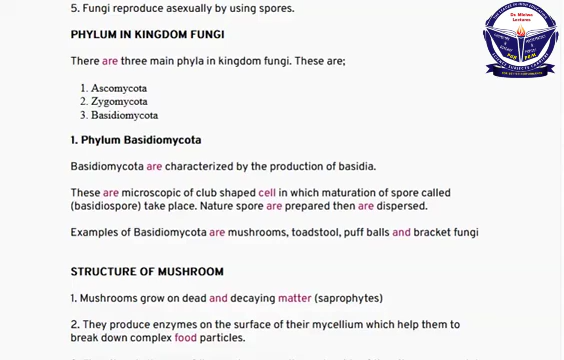 5. Fungi reproduce asexually by using spores.
PHYLUM IN KINGDOM FUNGI
There are three main phyla in kingdom fungi. These are;
1. Ascomycota
2. Zygomycota
3. Basidiomycota
1. Phylum Basidiomycota
Basidiomycota are characterized by the production of basidia.
These are microscopic of club shaped cell in which maturation of spore called
(basidiospore) take place. Nature spore are prepared then are dispersed.
Examples of Basidiomycota are mushrooms, toadstool, puff balls and bracket fungi
STRUCTURE OF MUSHROOM
1. Mushrooms grow on dead and decaying matter (saprophytes)
2. They produce enzymes on the surface of their mycellium which help them to
break down complex food particles.